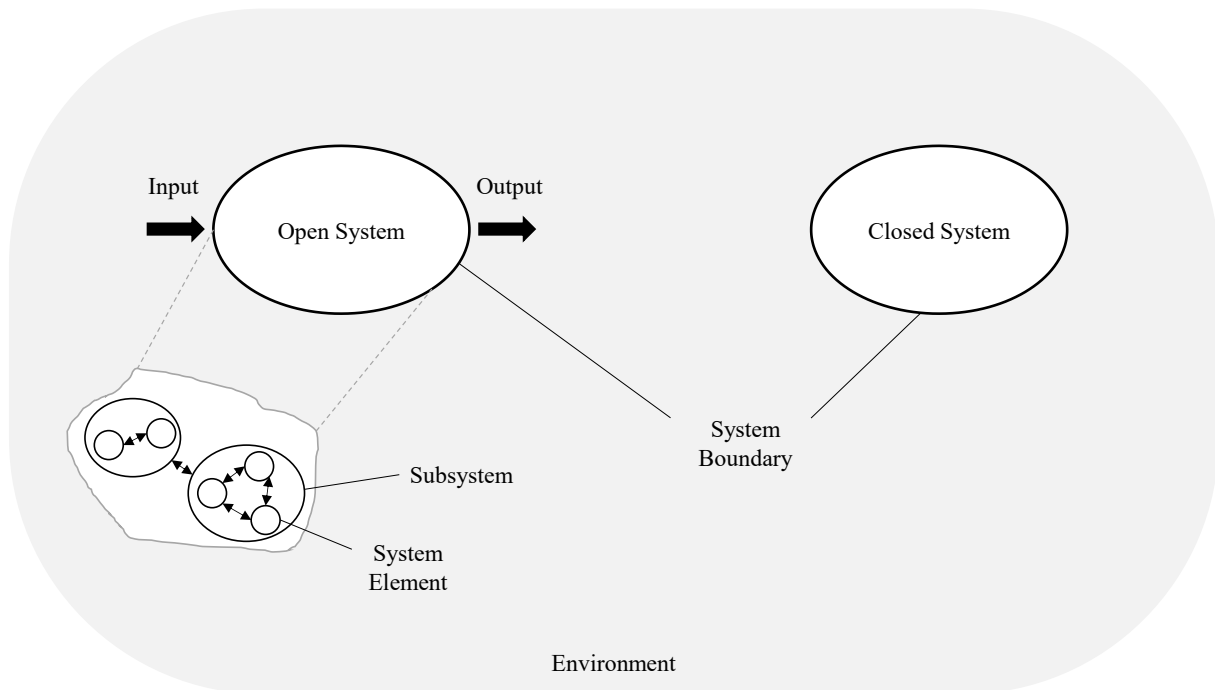 Input
Output
Open System
Closed System
System
Boundary
Subsystem
System
Element
Environment